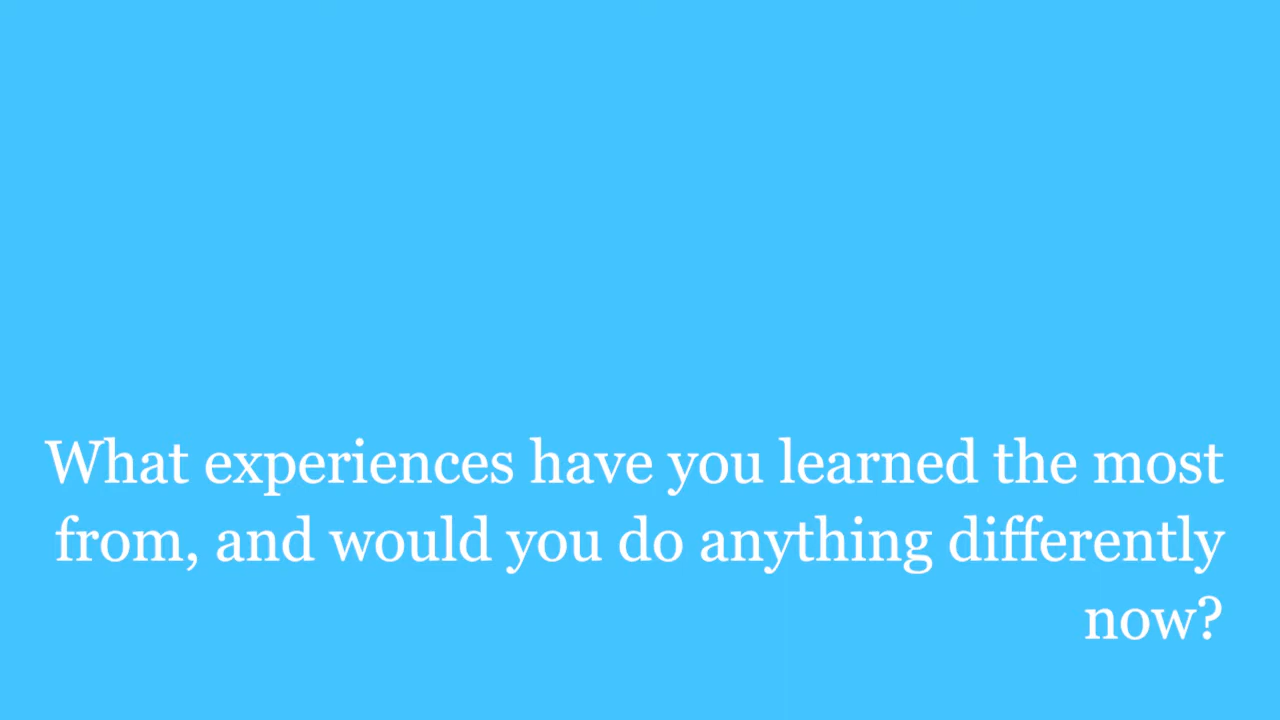 What experiences have you learned the most
from, and would you do anything differently
now?